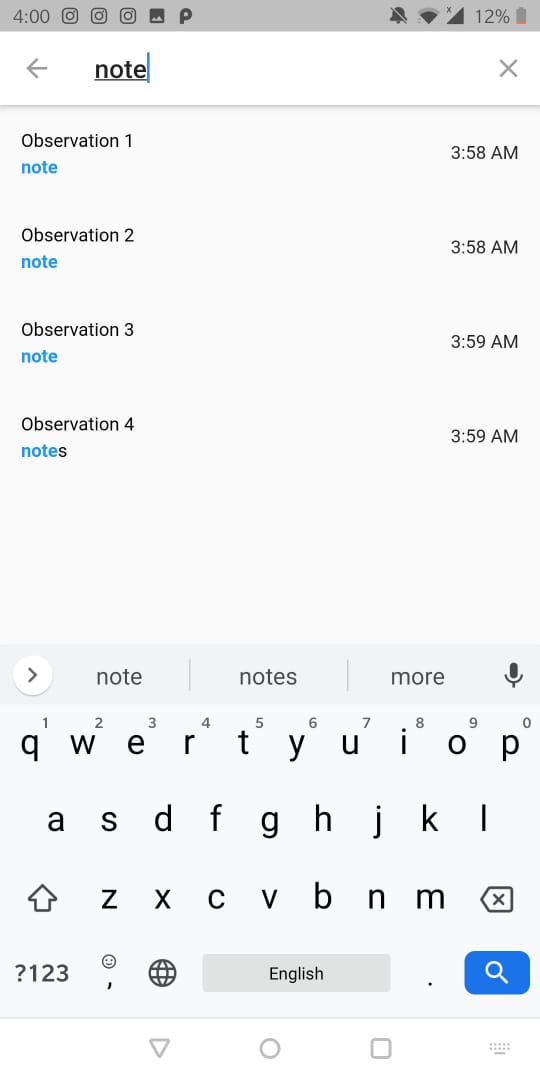 4:00 12%
note
Observation 1
note
3:58 AM
Observation 2
note
3:58 AM
Observation 3
note
3:59 AM
Observation 4
notes
3:59 AM
note notes more
1 2 3 4 5 6 7 8 9 0
q w e r t y u i o p
a s d f g h j k l
z x c v b n m
?123 , English .